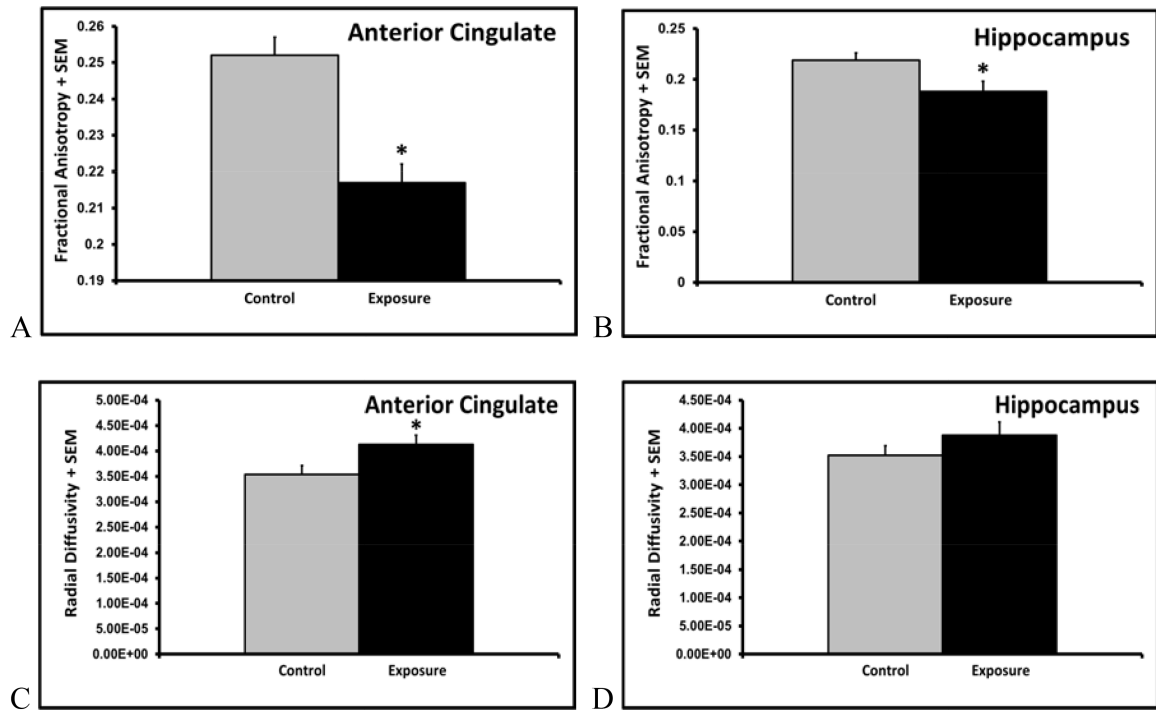 Anterior Cingulate
Fractional Anisotropy + SEM
0.26
0.25
0.24
0.23
0.22
0.21
0.2
0.19
*
Control Exposure
A
Hippocampus
Fractional Anisotropy + SEM
0.25
0.2
0.15
0.1
0.05
0
*
Control Exposure
B
Anterior Cingulate
Radial Diffusivity + SEM
5.00E-04
4.50E-04
4.00E-04
3.50E-04
3.00E-04
2.50E-04
2.00E-04
1.50E-04
1.00E-04
5.00E-05
0.00E+00
*
Control Exposure
C
Hippocampus
Radial Diffusivity + SEM
4.50E-04
4.00E-04
3.50E-04
3.00E-04
2.50E-04
2.00E-04
1.50E-04
1.00E-04
5.00E-05
0.00E+00
Control Exposure
D